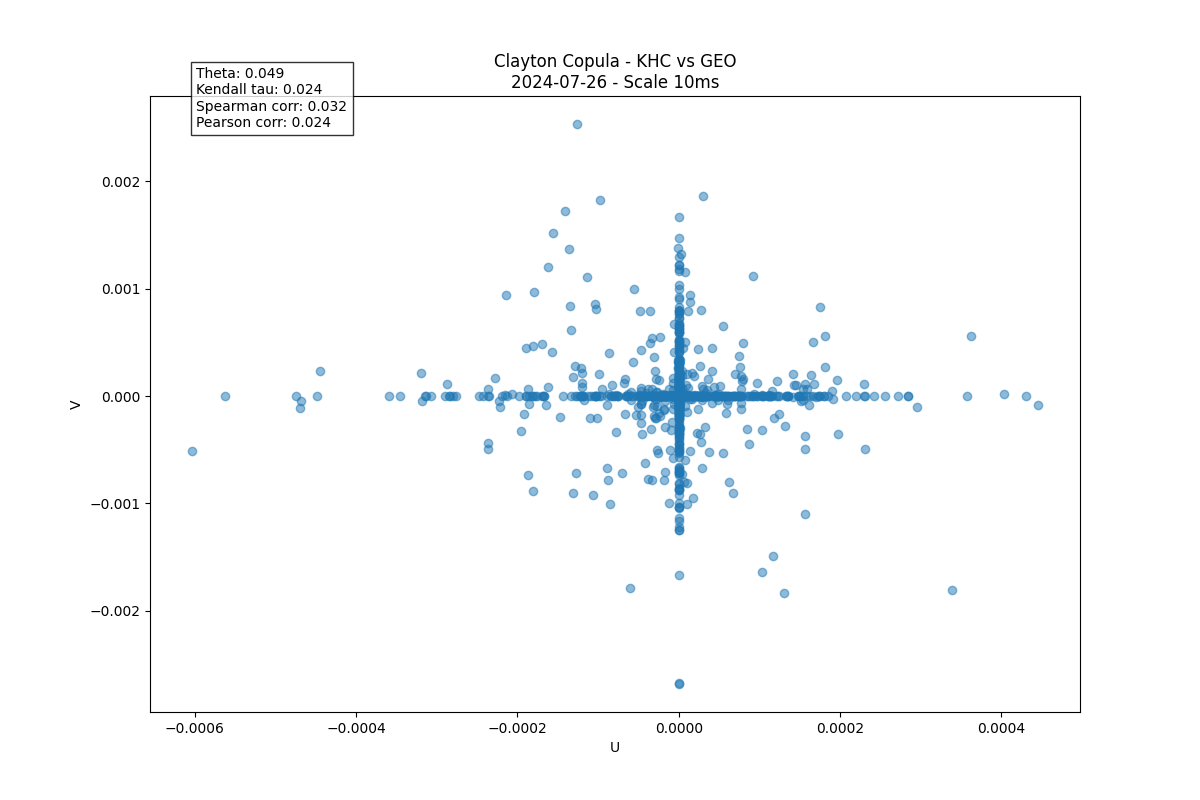 Clayton Copula - KHC vs GEO
2024-07-26 - Scale 10ms
Theta: 0.049
Kendall tau: 0.024
Spearman corr: 0.032
Pearson corr: 0.024
0.002
0.001
0.000
−0.001
−0.002
V
−0.0006 −0.0004 −0.0002 0.0000 0.0002 0.0004
U